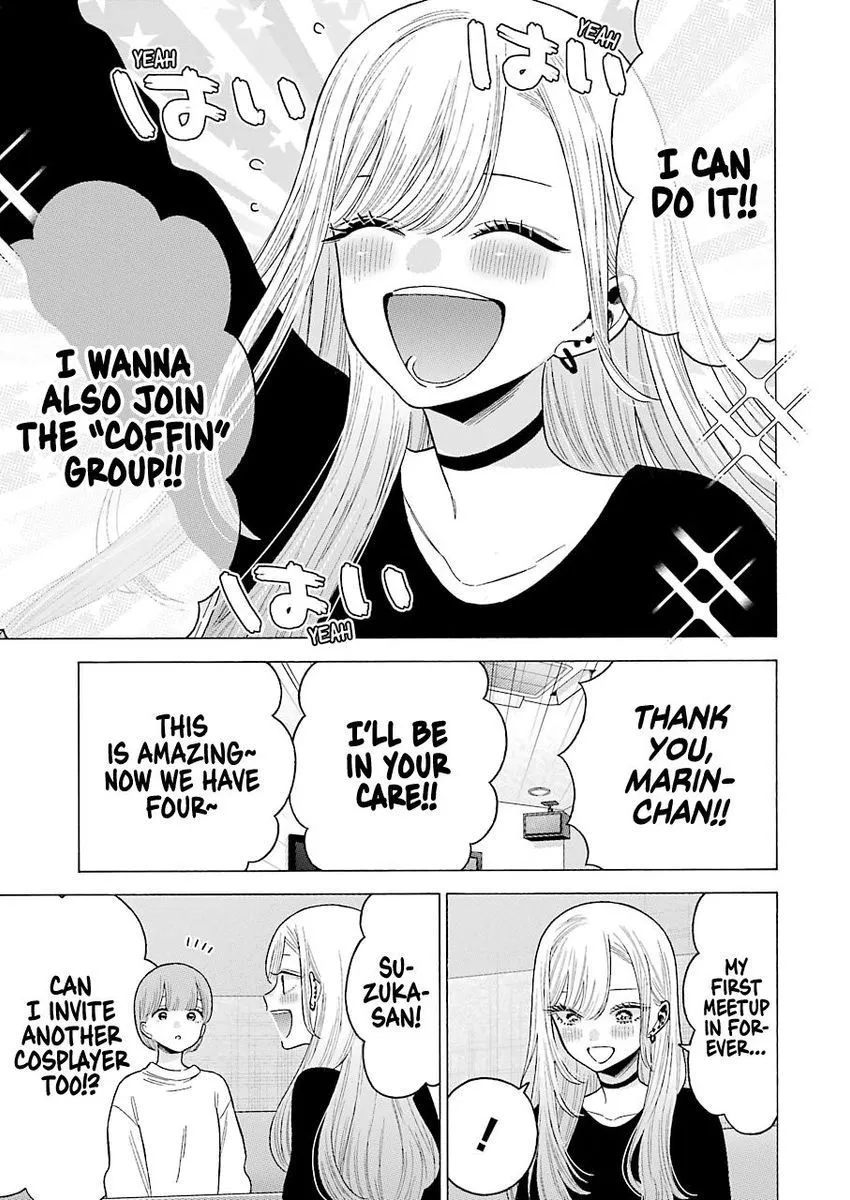 I CAN
DO IT!!
はい
YEAH
はい
YEAH
I WANNA
ALSO JOIN
THE “COFFIN”
GROUP!!
はい
YEAH
THANK
YOU,
MARIN-
CHAN!!
I'LL BE
IN YOUR
CARE!!
THIS
IS AMAZING~
NOW WE HAVE
FOUR~
MY
FIRST
MEETUP
IN FOR-
EVER...
!
SU-
ZUKA-
SAN!
CAN
I INVITE
ANOTHER
COSPLAYER
TOO!?